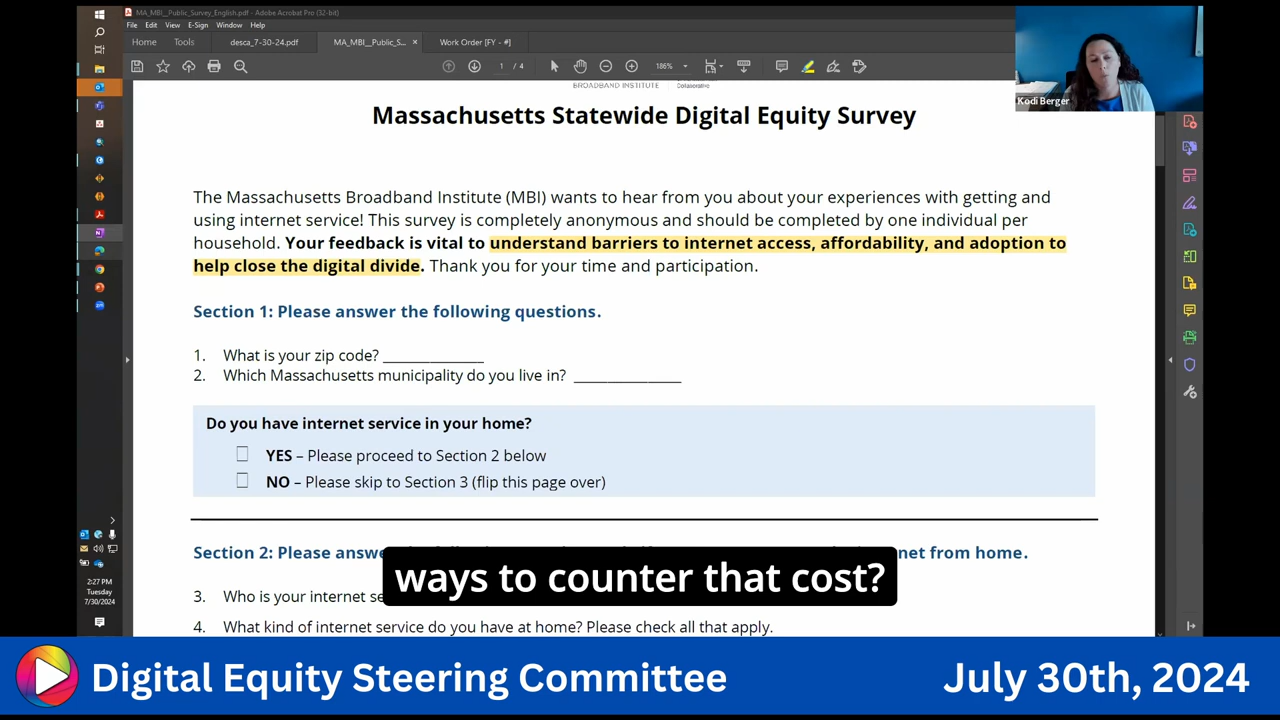 MA_MBI__Public_Survey_English.pdf - Adobe Acrobat Pro (32-bit)
File Edit View E-Sign Window Help
Home Tools desca_7-30-24.pdf MA_MBI__Public_S... × Work Order [FY - #]
1 / 4 186%
Kodi Berger
BROADBAND INSTITUTE Collaborative
Massachusetts Statewide Digital Equity Survey
The Massachusetts Broadband Institute (MBI) wants to hear from you about your experiences with getting and
using internet service! This survey is completely anonymous and should be completed by one individual per
household. Your feedback is vital to understand barriers to internet access, affordability, and adoption to
help close the digital divide. Thank you for your time and participation.
Section 1: Please answer the following questions.
1. What is your zip code? _____________
2. Which Massachusetts municipality do you live in? ______________
Do you have internet service in your home?
YES – Please proceed to Section 2 below
NO – Please skip to Section 3 (flip this page over)
Section 2: Please answe
net from home.
ways to counter that cost?
3. Who is your internet se
4. What kind of internet service do you have at home? Please check all that apply.
2:27 PM
Tuesday
7/30/2024
Digital Equity Steering Committee
July 30th, 2024